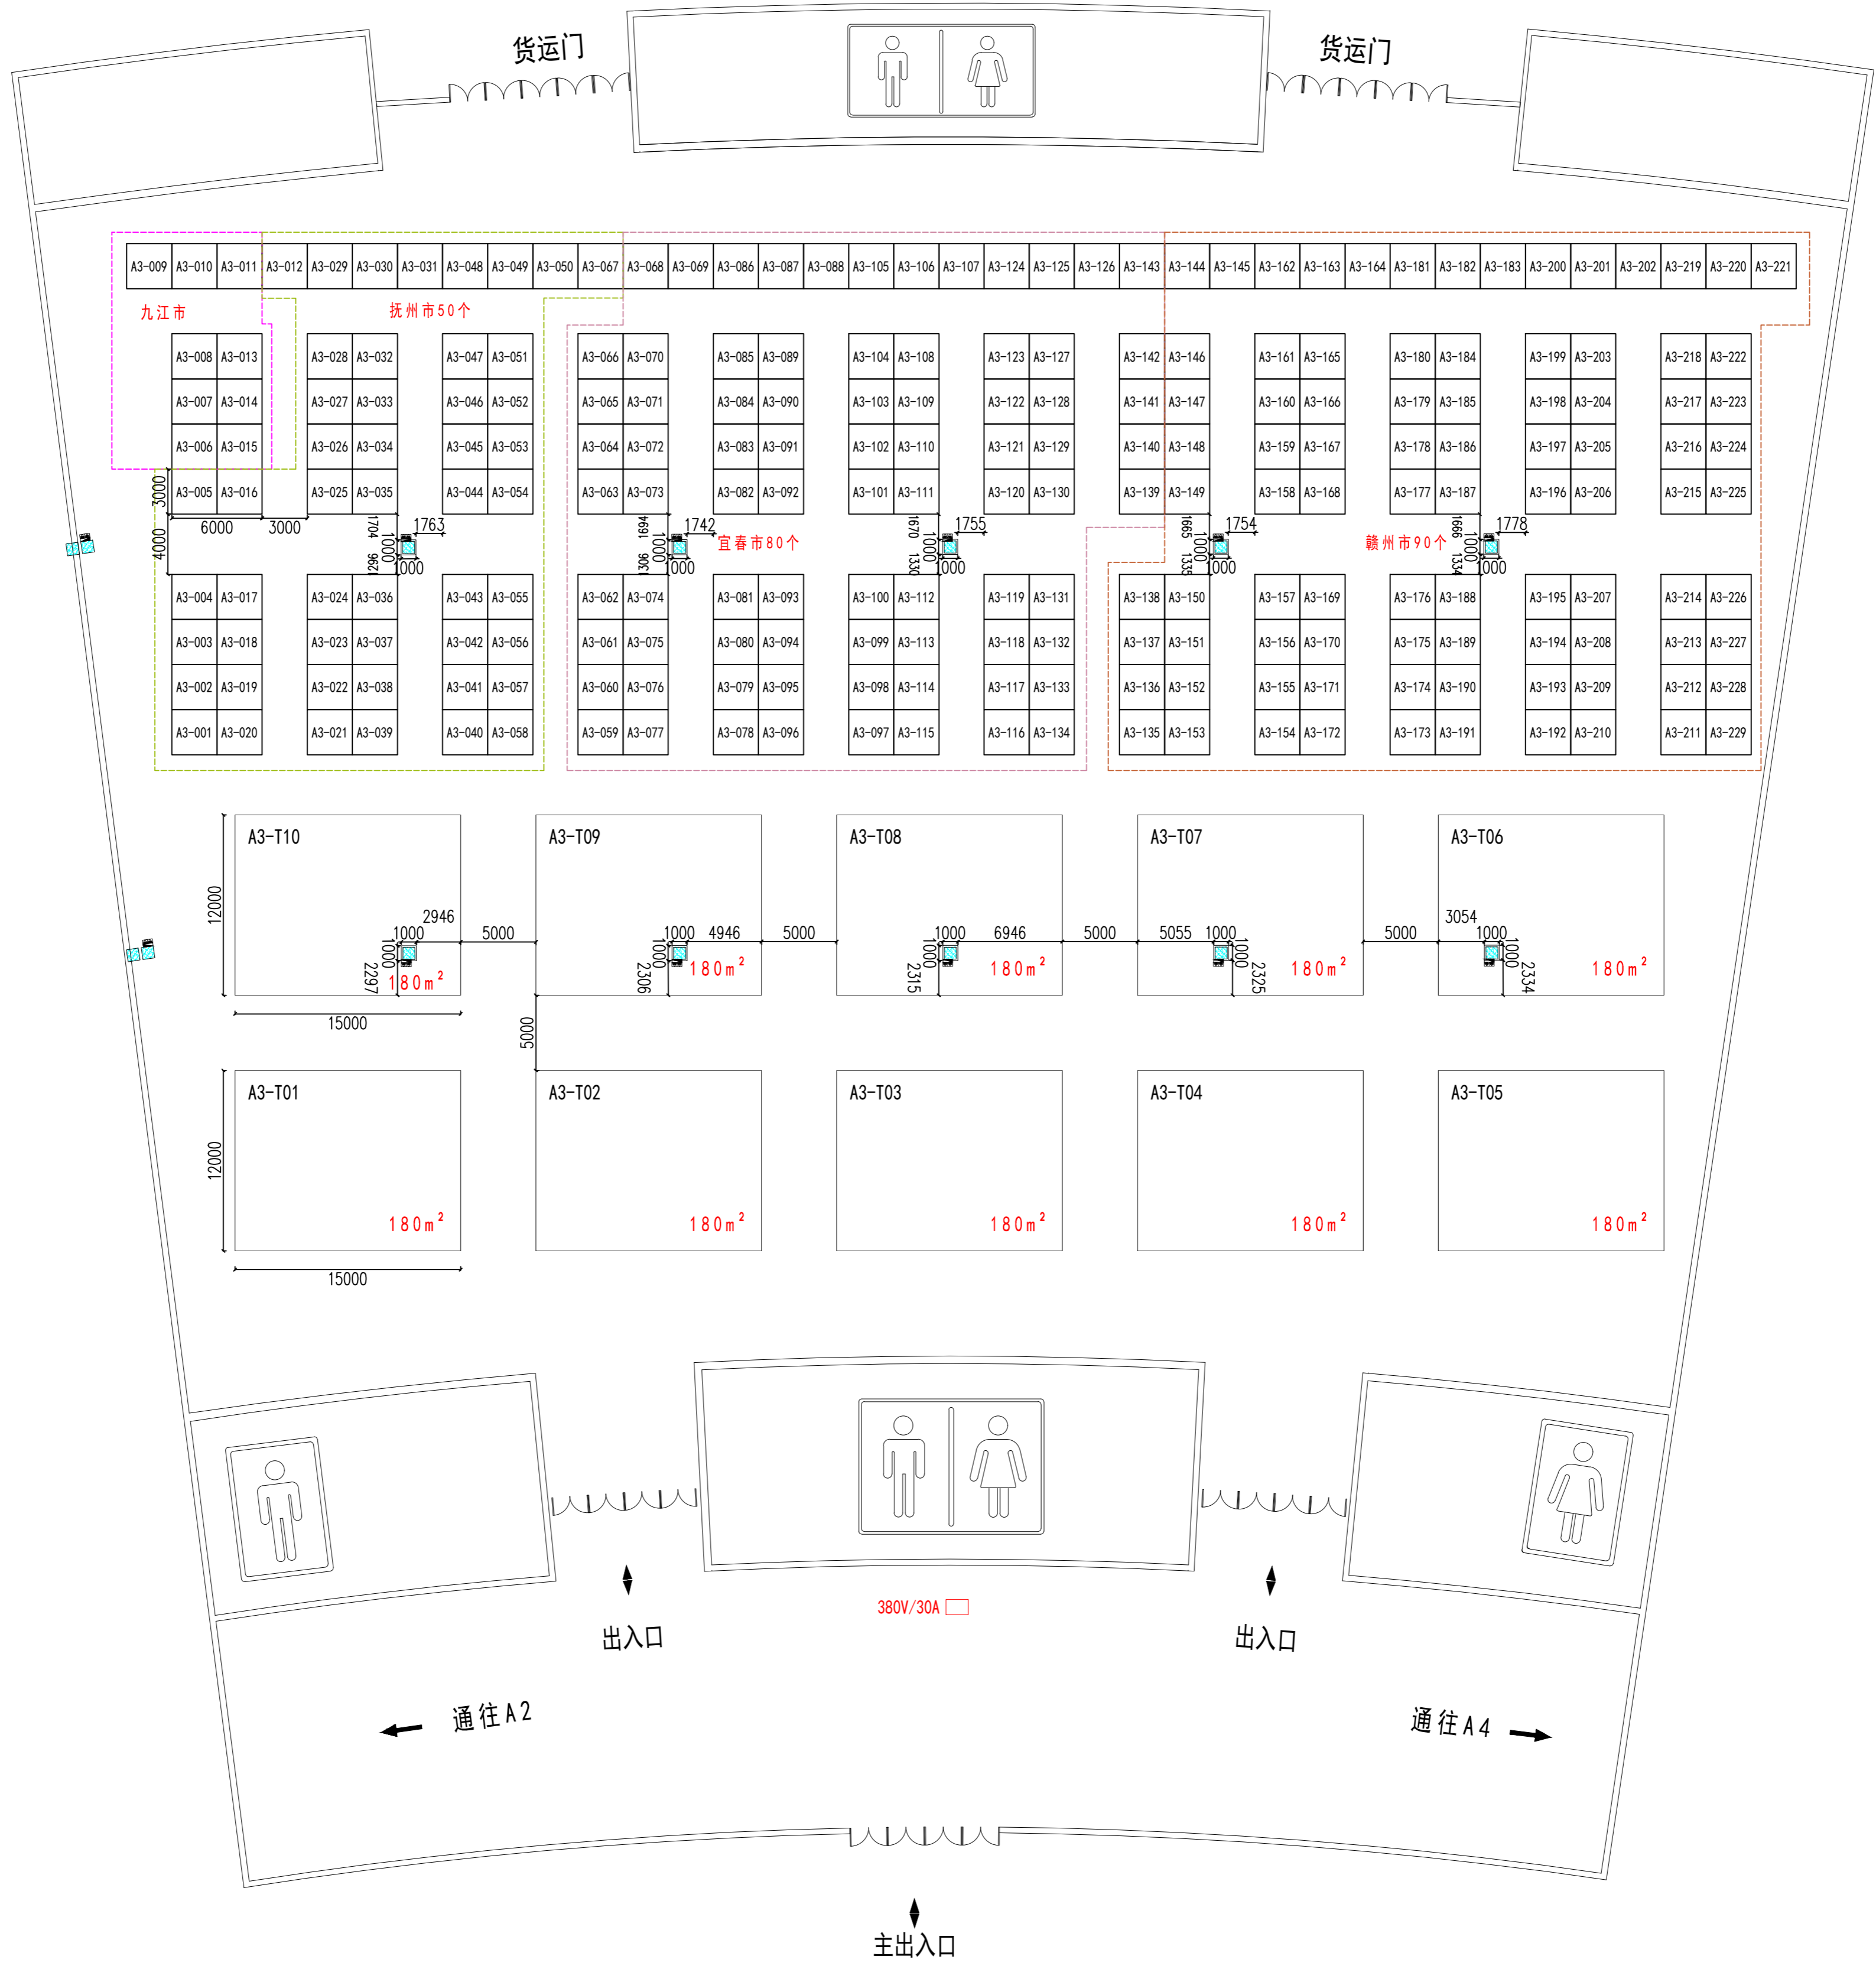 货运门
货运门
A3-009 A3-010 A3-011 A3-012 A3-029 A3-030 A3-031 A3-048 A3-049 A3-050 A3-067 A3-068 A3-069 A3-086 A3-087 A3-088 A3-105 A3-106 A3-107 A3-124 A3-125 A3-126 A3-143 A3-144 A3-145 A3-162 A3-163 A3-164 A3-181 A3-182 A3-183 A3-200 A3-201 A3-202 A3-219 A3-220 A3-221
九江市
抚州市50个
A3-008 A3-013 A3-028 A3-032 A3-047 A3-051 A3-066 A3-070 A3-085 A3-089 A3-104 A3-108 A3-123 A3-127 A3-142 A3-146 A3-161 A3-165 A3-180 A3-184 A3-199 A3-203 A3-218 A3-222
A3-007 A3-014 A3-027 A3-033 A3-046 A3-052 A3-065 A3-071 A3-084 A3-090 A3-103 A3-109 A3-122 A3-128 A3-141 A3-147 A3-160 A3-166 A3-179 A3-185 A3-198 A3-204 A3-217 A3-223
A3-006 A3-015 A3-026 A3-034 A3-045 A3-053 A3-064 A3-072 A3-083 A3-091 A3-102 A3-110 A3-121 A3-129 A3-140 A3-148 A3-159 A3-167 A3-178 A3-186 A3-197 A3-205 A3-216 A3-224
A3-005 A3-016 A3-025 A3-035 A3-044 A3-054 A3-063 A3-073 A3-082 A3-092 A3-101 A3-111 A3-120 A3-130 A3-139 A3-149 A3-158 A3-168 A3-177 A3-187 A3-196 A3-206 A3-215 A3-225
3000
6000 3000
4000
1704 1000 1296 1763 1000
1694 1000 1306 1742 1000
宜春市80个
1670 1000 1330 1755 1000
1665 1000 1335 1754 1000
赣州市90个
1666 1000 1334 1778 1000
A3-004 A3-017 A3-024 A3-036 A3-043 A3-055 A3-062 A3-074 A3-081 A3-093 A3-100 A3-112 A3-119 A3-131 A3-138 A3-150 A3-157 A3-169 A3-176 A3-188 A3-195 A3-207 A3-214 A3-226
A3-003 A3-018 A3-023 A3-037 A3-042 A3-056 A3-061 A3-075 A3-080 A3-094 A3-099 A3-113 A3-118 A3-132 A3-137 A3-151 A3-156 A3-170 A3-175 A3-189 A3-194 A3-208 A3-213 A3-227
A3-002 A3-019 A3-022 A3-038 A3-041 A3-057 A3-060 A3-076 A3-079 A3-095 A3-098 A3-114 A3-117 A3-133 A3-136 A3-152 A3-155 A3-171 A3-174 A3-190 A3-193 A3-209 A3-212 A3-228
A3-001 A3-020 A3-021 A3-039 A3-040 A3-058 A3-059 A3-077 A3-078 A3-096 A3-097 A3-115 A3-116 A3-134 A3-135 A3-153 A3-154 A3-172 A3-173 A3-191 A3-192 A3-210 A3-211 A3-229
A3-T10 A3-T09 A3-T08 A3-T07 A3-T06
12000
1000 2946 5000 1000 4946 5000 1000 6946 5000 5055 1000 5000 3054 1000
1000 1000 1000 1000 1000
2297 2306 2315 2325 2334
180m² 180m² 180m² 180m² 180m²
15000
5000
A3-T01 A3-T02 A3-T03 A3-T04 A3-T05
12000
180m² 180m² 180m² 180m² 180m²
15000
380V/30A
出入口
出入口
通往A2
通往A4
主出入口